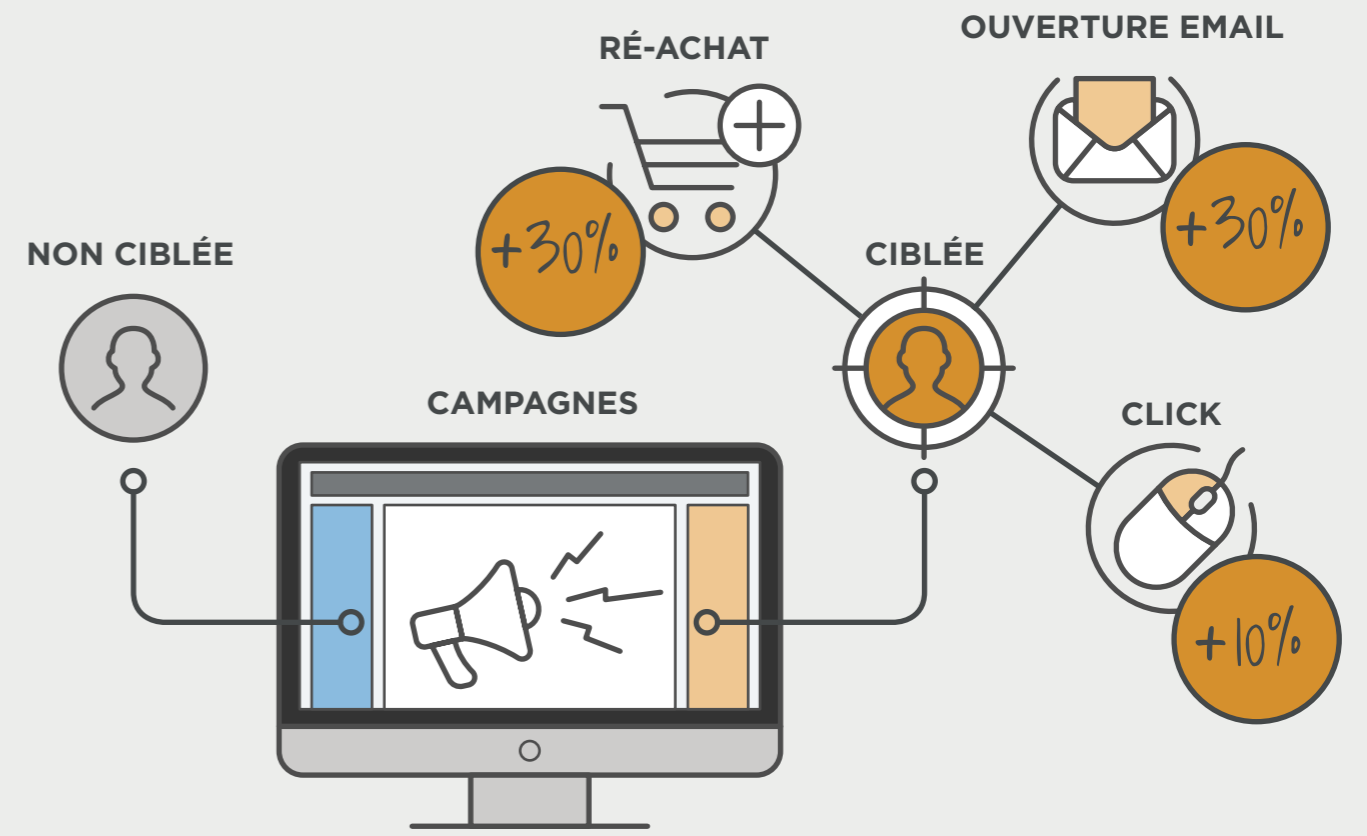 OUVERTURE EMAIL
RÉ-ACHAT
+30%
+30%
NON CIBLÉE
CIBLÉE
CAMPAGNES
CLICK
+10%